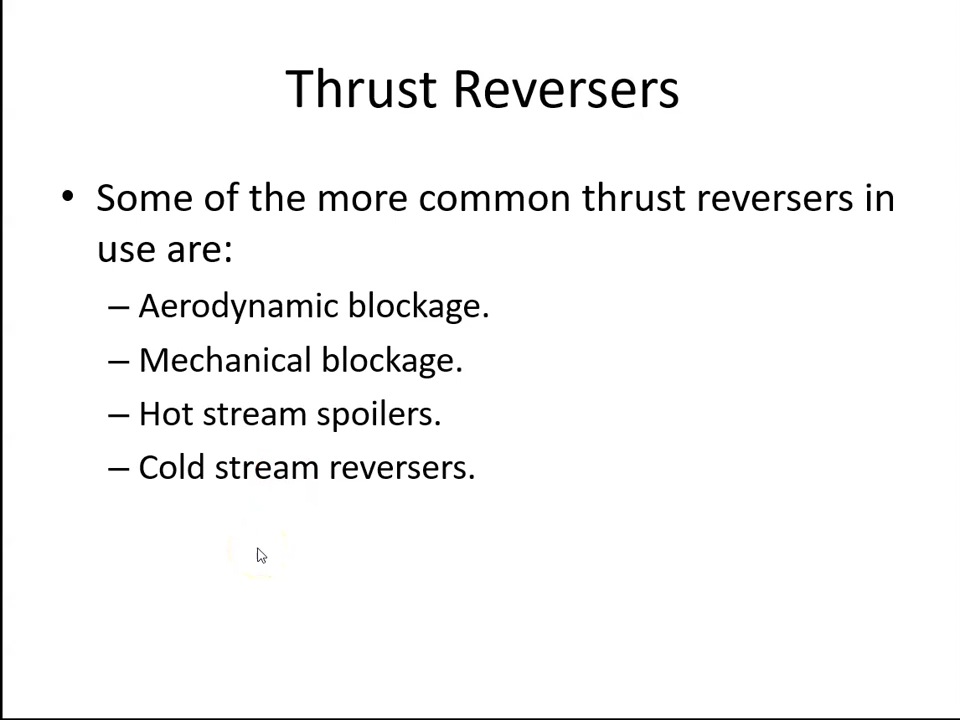 Thrust Reversers
• Some of the more common thrust reversers in
use are:
– Aerodynamic blockage.
– Mechanical blockage.
– Hot stream spoilers.
– Cold stream reversers.